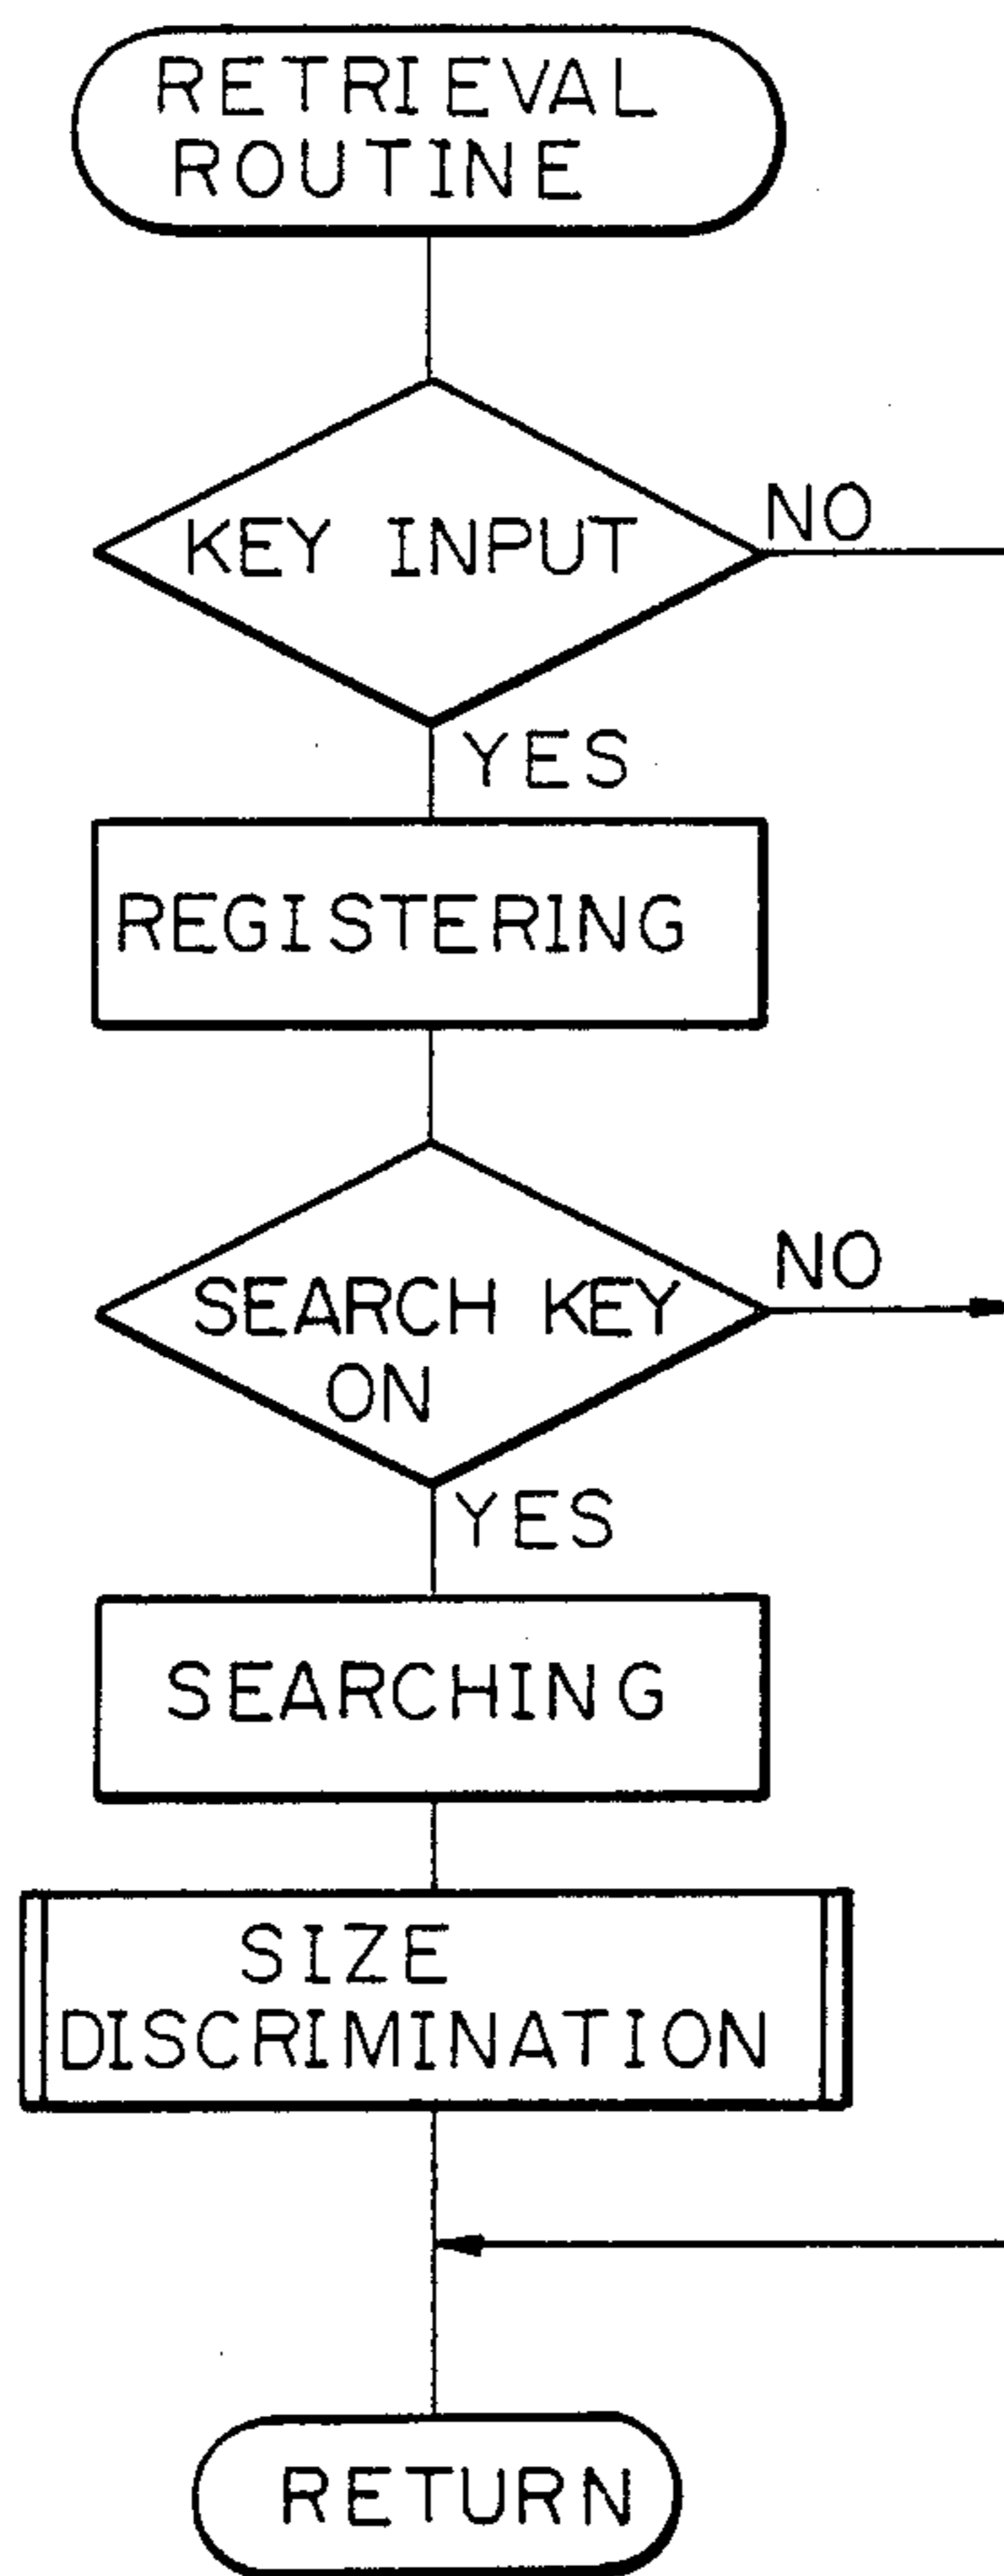 RETRIEVAL
ROUTINE
KEY INPUT
NO
YES
REGISTERING
SEARCH KEY
ON
NO
YES
SEARCHING
SIZE
DISCRIMINATION
RETURN